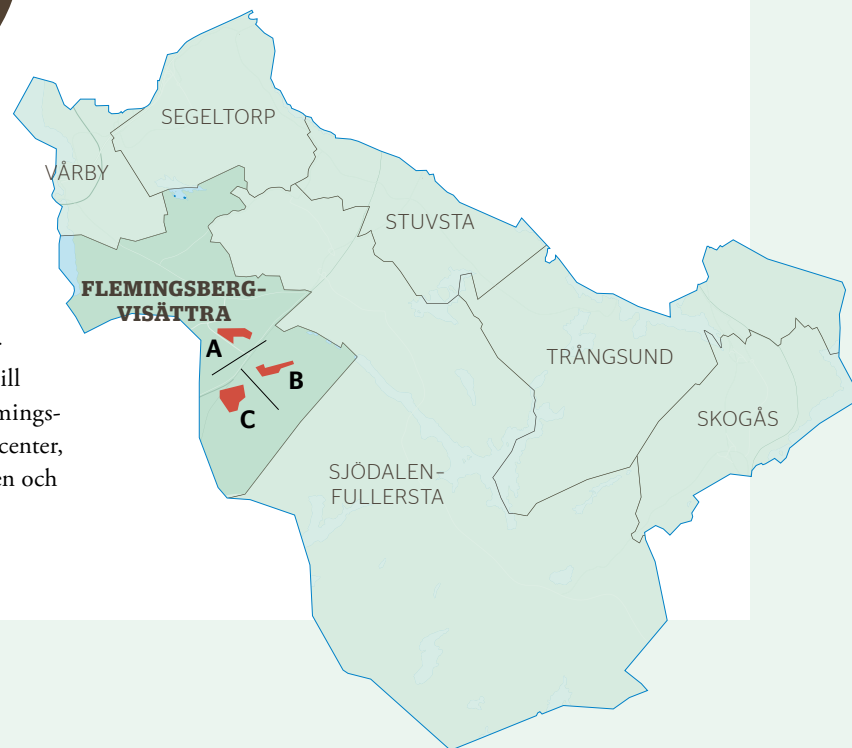 SEGELTORP
VÅRBY
STUVSTA
FLEMINGSBERG-
VISÄTTRA
A
B
C
TRÅNGSUND
SKOGÅS
SJÖDALEN-
FULLERSTA
ill
mings-
center,
en och